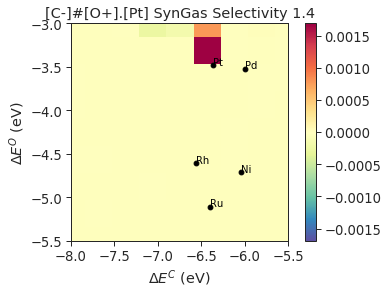 [C-]#[O+].[Pt] SynGas Selectivity 1.4
−3.0
−3.5
−4.0
−4.5
−5.0
−5.5
ΔE^O (eV)
Pt
Pd
Rh
Ni
Ru
−8.0 −7.5 −7.0 −6.5 −6.0 −5.5
ΔE^C (eV)
0.0015
0.0010
0.0005
0.0000
−0.0005
−0.0010
−0.0015